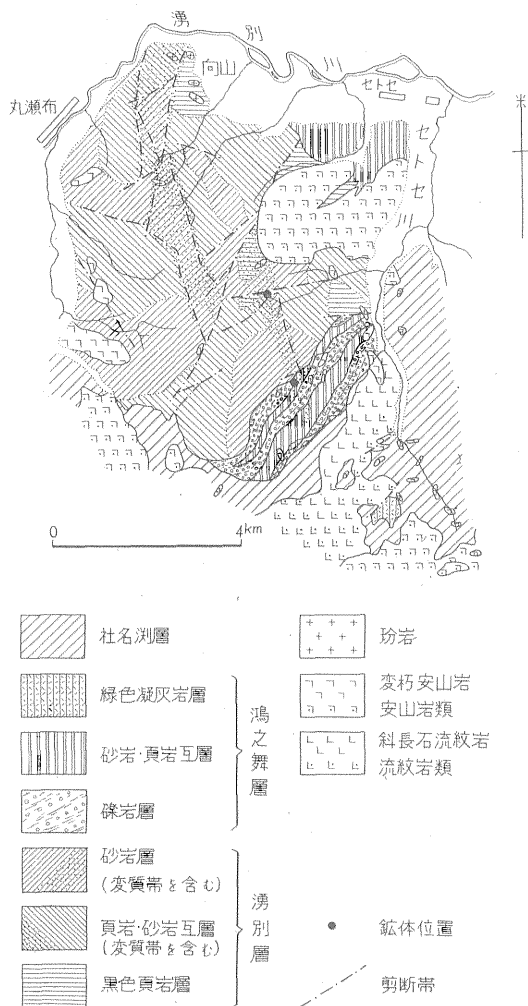 湧別川
向山
丸瀬布
セトセ
セトセ川
0 4km
社名渕層
緑色凝灰岩層
砂岩・頁岩互層
礫岩層
鴻之舞層
砂岩層
(変質帯を含む)
頁岩・砂岩互層
(変質帯を含む)
黒色頁岩層
湧別層
玢岩
変朽安山岩
安山岩類
斜長石流紋岩
流紋岩類
鉱体位置
剪断帯